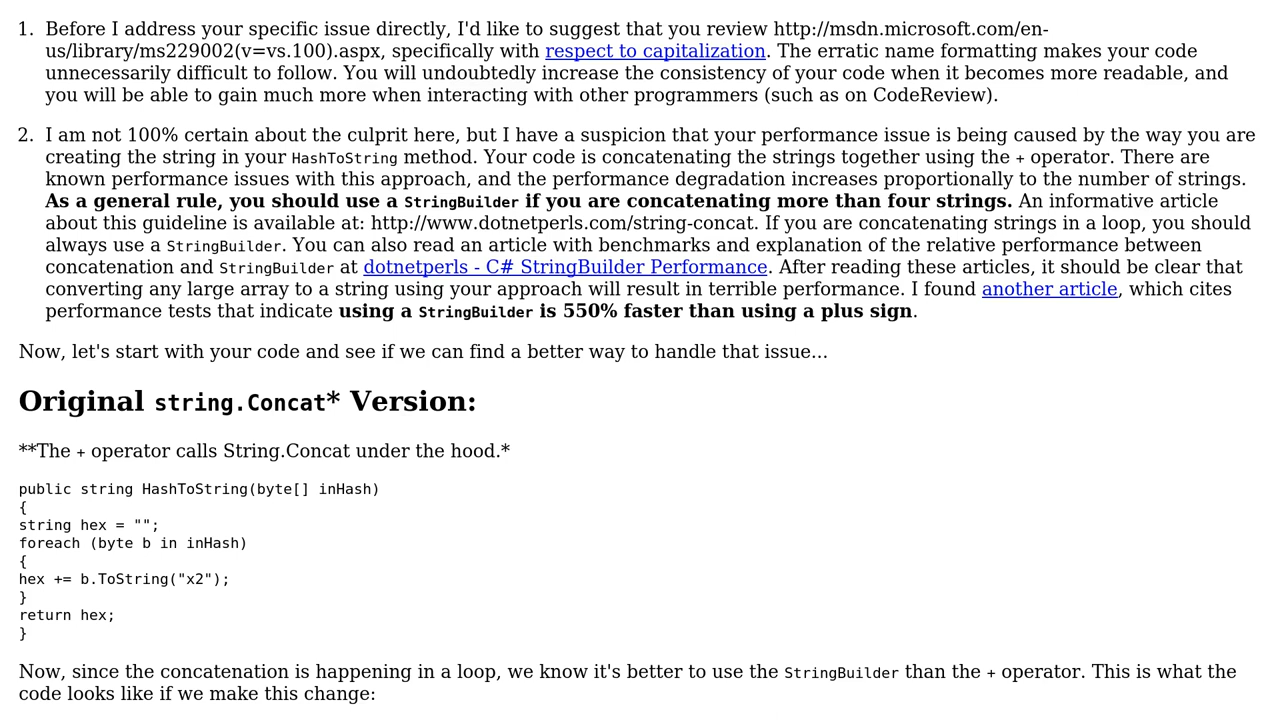 1. Before I address your specific issue directly, I'd like to suggest that you review http://msdn.microsoft.com/en-
us/library/ms229002(v=vs.100).aspx, specifically with respect to capitalization. The erratic name formatting makes your code
unnecessarily difficult to follow. You will undoubtedly increase the consistency of your code when it becomes more readable, and
you will be able to gain much more when interacting with other programmers (such as on CodeReview).
2. I am not 100% certain about the culprit here, but I have a suspicion that your performance issue is being caused by the way you are
creating the string in your HashToString method. Your code is concatenating the strings together using the + operator. There are
known performance issues with this approach, and the performance degradation increases proportionally to the number of strings.
As a general rule, you should use a StringBuilder if you are concatenating more than four strings. An informative article
about this guideline is available at: http://www.dotnetperls.com/string-concat. If you are concatenating strings in a loop, you should
always use a StringBuilder. You can also read an article with benchmarks and explanation of the relative performance between
concatenation and StringBuilder at dotnetperls - C# StringBuilder Performance. After reading these articles, it should be clear that
converting any large array to a string using your approach will result in terrible performance. I found another article, which cites
performance tests that indicate using a StringBuilder is 550% faster than using a plus sign.
Now, let's start with your code and see if we can find a better way to handle that issue...
Original string.Concat* Version:
**The + operator calls String.Concat under the hood.*
public string HashToString(byte[] inHash)
{
string hex = "";
foreach (byte b in inHash)
{
hex += b.ToString("x2");
}
return hex;
}
Now, since the concatenation is happening in a loop, we know it's better to use the StringBuilder than the + operator. This is what the
code looks like if we make this change: